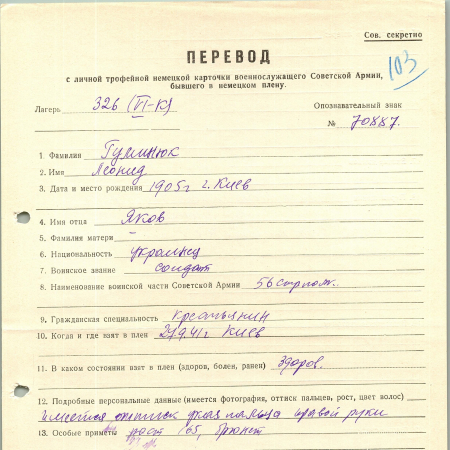 Сов. секретно
103
ПЕРЕВОД
с личной трофейной немецкой карточки военнослужащего Советской Армии,
бывшего в немецком плену.
Лагерь 326 (VI-K) Опознавательный знак
№ 70887.
1. Фамилия Гуминюк
2. Имя Леонид
3. Дата и место рождения 1905 г. г. Киев
4. Имя отца Яков
5. Фамилия матери –
6. Национальность украинец
7. Воинское звание солдат
8. Наименование воинской части Советской Армии 56
9. Гражданская специальность крестьянин
10. Когда и где взят в плен 27.9.41 г. Киев
11. В каком состоянии взят в плен (здоров, болен, ранен) Здоров.
12. Подробные персональные данные (имеется фотография, оттиск пальцев, рост, цвет волос)
имеется оттиск пальца правой руки
13. Особые приметы рост 165, брюнет